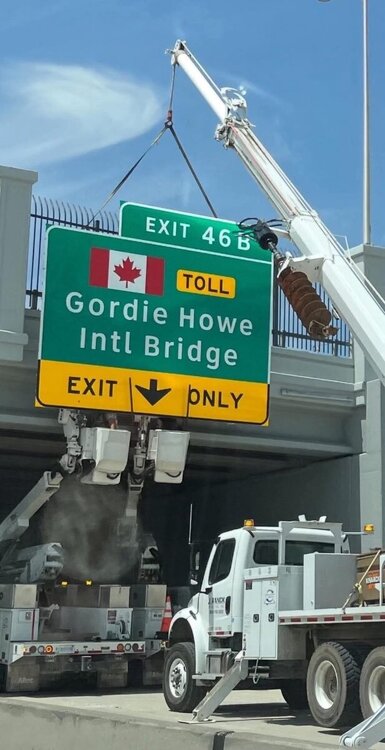 EXIT 46B
TOLL
Gordie Howe
Intl Bridge
EXIT ONLY